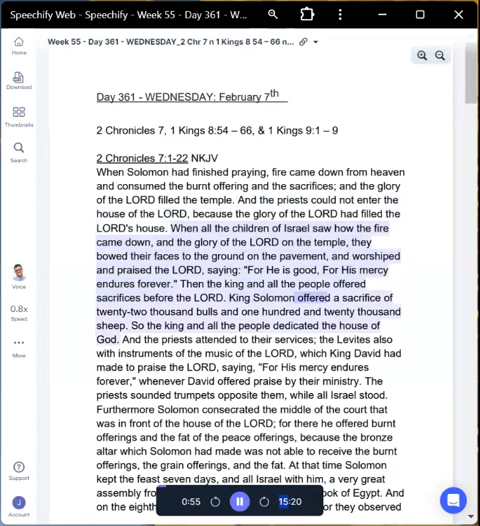 Speechify Web - Speechify - Week 55 - Day 361 - W...
Week 55 - Day 361 - WEDNESDAY_2 Chr 7 n 1 Kings 8 54 – 66 n...
Home
Download
Thumbnails
Search
Voice
0.8x
Speed
More
Support
J
Account
Day 361 - WEDNESDAY: February 7th
2 Chronicles 7, 1 Kings 8:54 – 66, & 1 Kings 9:1 – 9
2 Chronicles 7:1-22 NKJV
When Solomon had finished praying, fire came down from heaven
and consumed the burnt offering and the sacrifices; and the glory
of the LORD filled the temple. And the priests could not enter the
house of the LORD, because the glory of the LORD had filled the
LORD's house. When all the children of Israel saw how the fire
came down, and the glory of the LORD on the temple, they
bowed their faces to the ground on the pavement, and worshiped
and praised the LORD, saying: "For He is good, For His mercy
endures forever." Then the king and all the people offered
sacrifices before the LORD. King Solomon offered a sacrifice of
twenty-two thousand bulls and one hundred and twenty thousand
sheep. So the king and all the people dedicated the house of
God. And the priests attended to their services; the Levites also
with instruments of the music of the LORD, which King David had
made to praise the LORD, saying, "For His mercy endures
forever," whenever David offered praise by their ministry. The
priests sounded trumpets opposite them, while all Israel stood.
Furthermore Solomon consecrated the middle of the court that
was in front of the house of the LORD; for there he offered burnt
offerings and the fat of the peace offerings, because the bronze
altar which Solomon had made was not able to receive the burnt
offerings, the grain offerings, and the fat. At that time Solomon
kept the feast seven days, and all Israel with him, a very great
assembly ook of Egypt. And
on the eighth or they observed
0:55
15:20